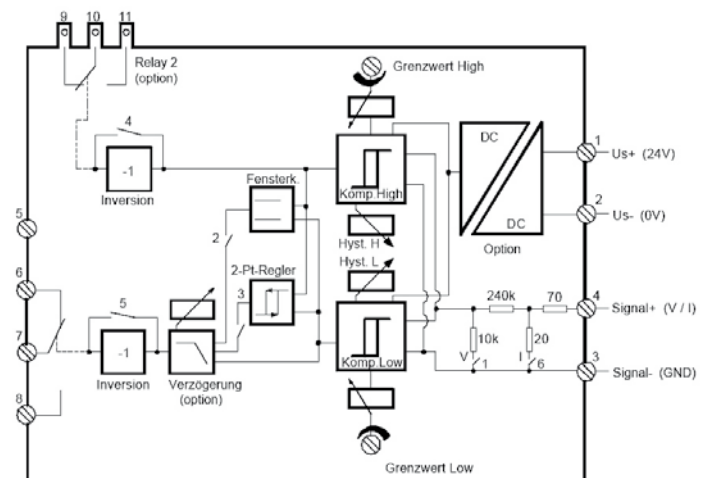 9 10 11
Relay 2
(option)
Grenzwert High
4
-1
Inversion
DC
DC
Option
1
Us+ (24V)
2
Us- (0V)
Fensterk.
Komp.High
5
2
Hyst. H
Hyst. L
2-Pt-Regler
6
5
3
240k
70
4
Signal+ (V / I)
7
-1
10k
20
V
1
I
6
Komp.Low
3
Signal- (GND)
Inversion
Verzögerung
(option)
8
Grenzwert Low